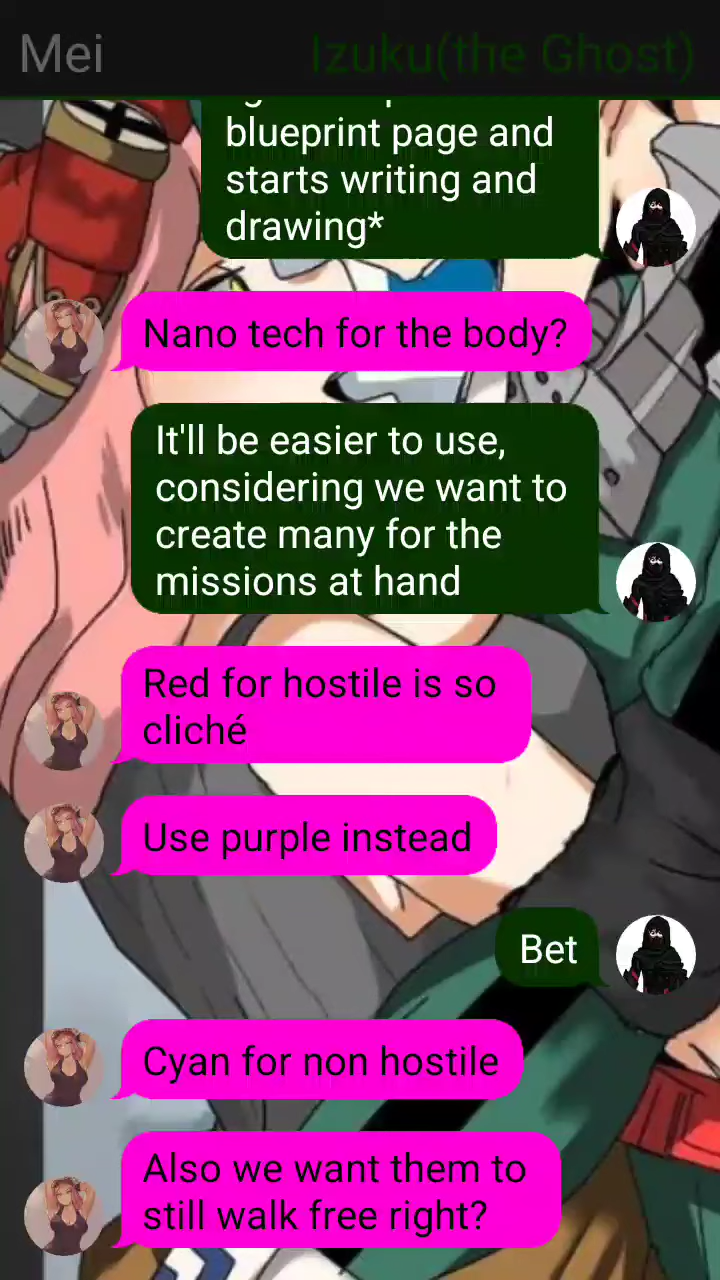 Mei
Izuku(the Ghost)
blueprint page and
starts writing and
drawing*
Nano tech for the body?
It'll be easier to use,
considering we want to
create many for the
missions at hand
Red for hostile is so
cliché
Use purple instead
Bet
Cyan for non hostile
Also we want them to
still walk free right?